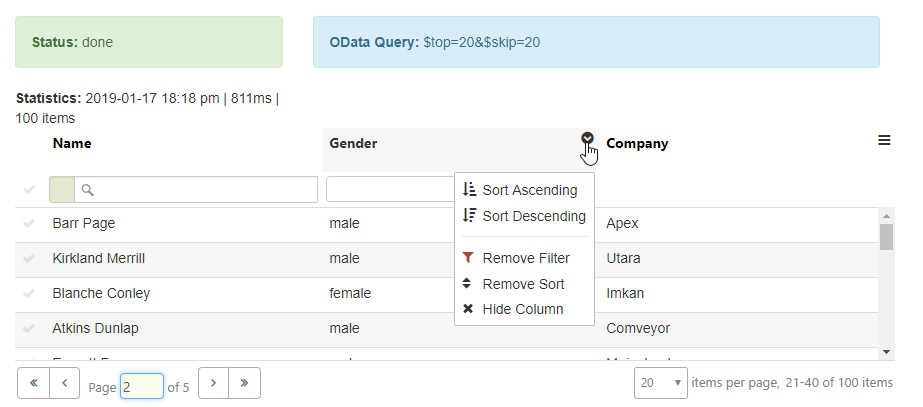 Status: done
OData Query: $top=20&$skip=20
Statistics: 2019-01-17 18:18 pm | 811ms |
100 items
Name Gender Company
Sort Ascending
Sort Descending
Remove Filter
Remove Sort
Hide Column
Barr Page male Apex
Kirkland Merrill male Utara
Blanche Conley female Imkan
Atkins Dunlap male Comveyor
Page 2 of 5
20 items per page, 21-40 of 100 items